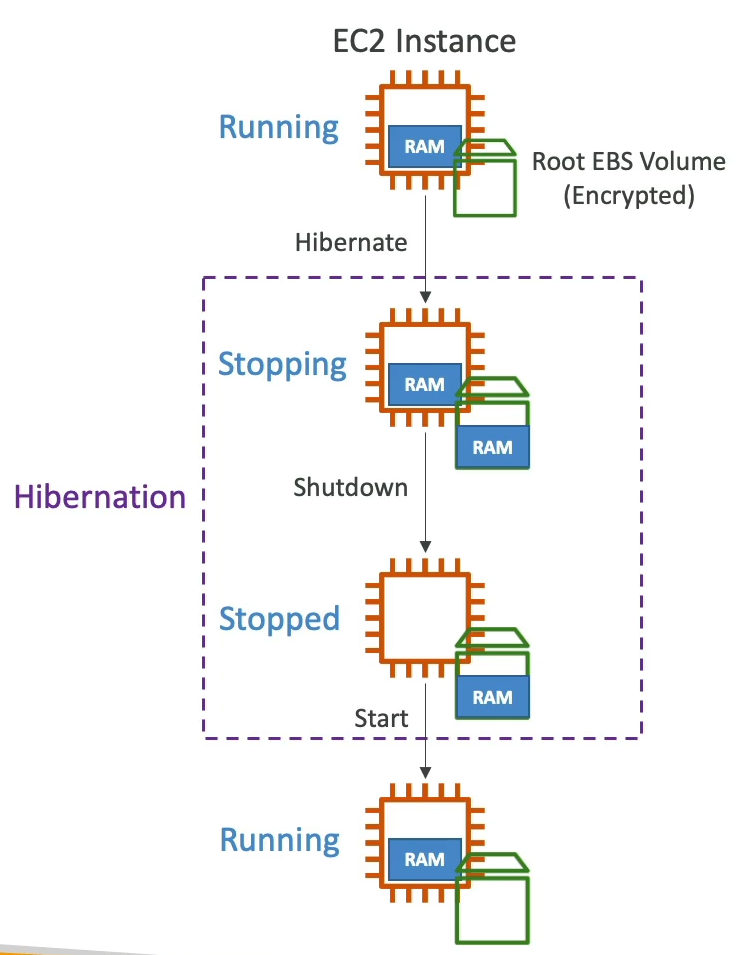 EC2 Instance
Running
RAM
Root EBS Volume
(Encrypted)
Hibernate
Stopping
RAM
RAM
Shutdown
Hibernation
Stopped
RAM
Start
Running
RAM